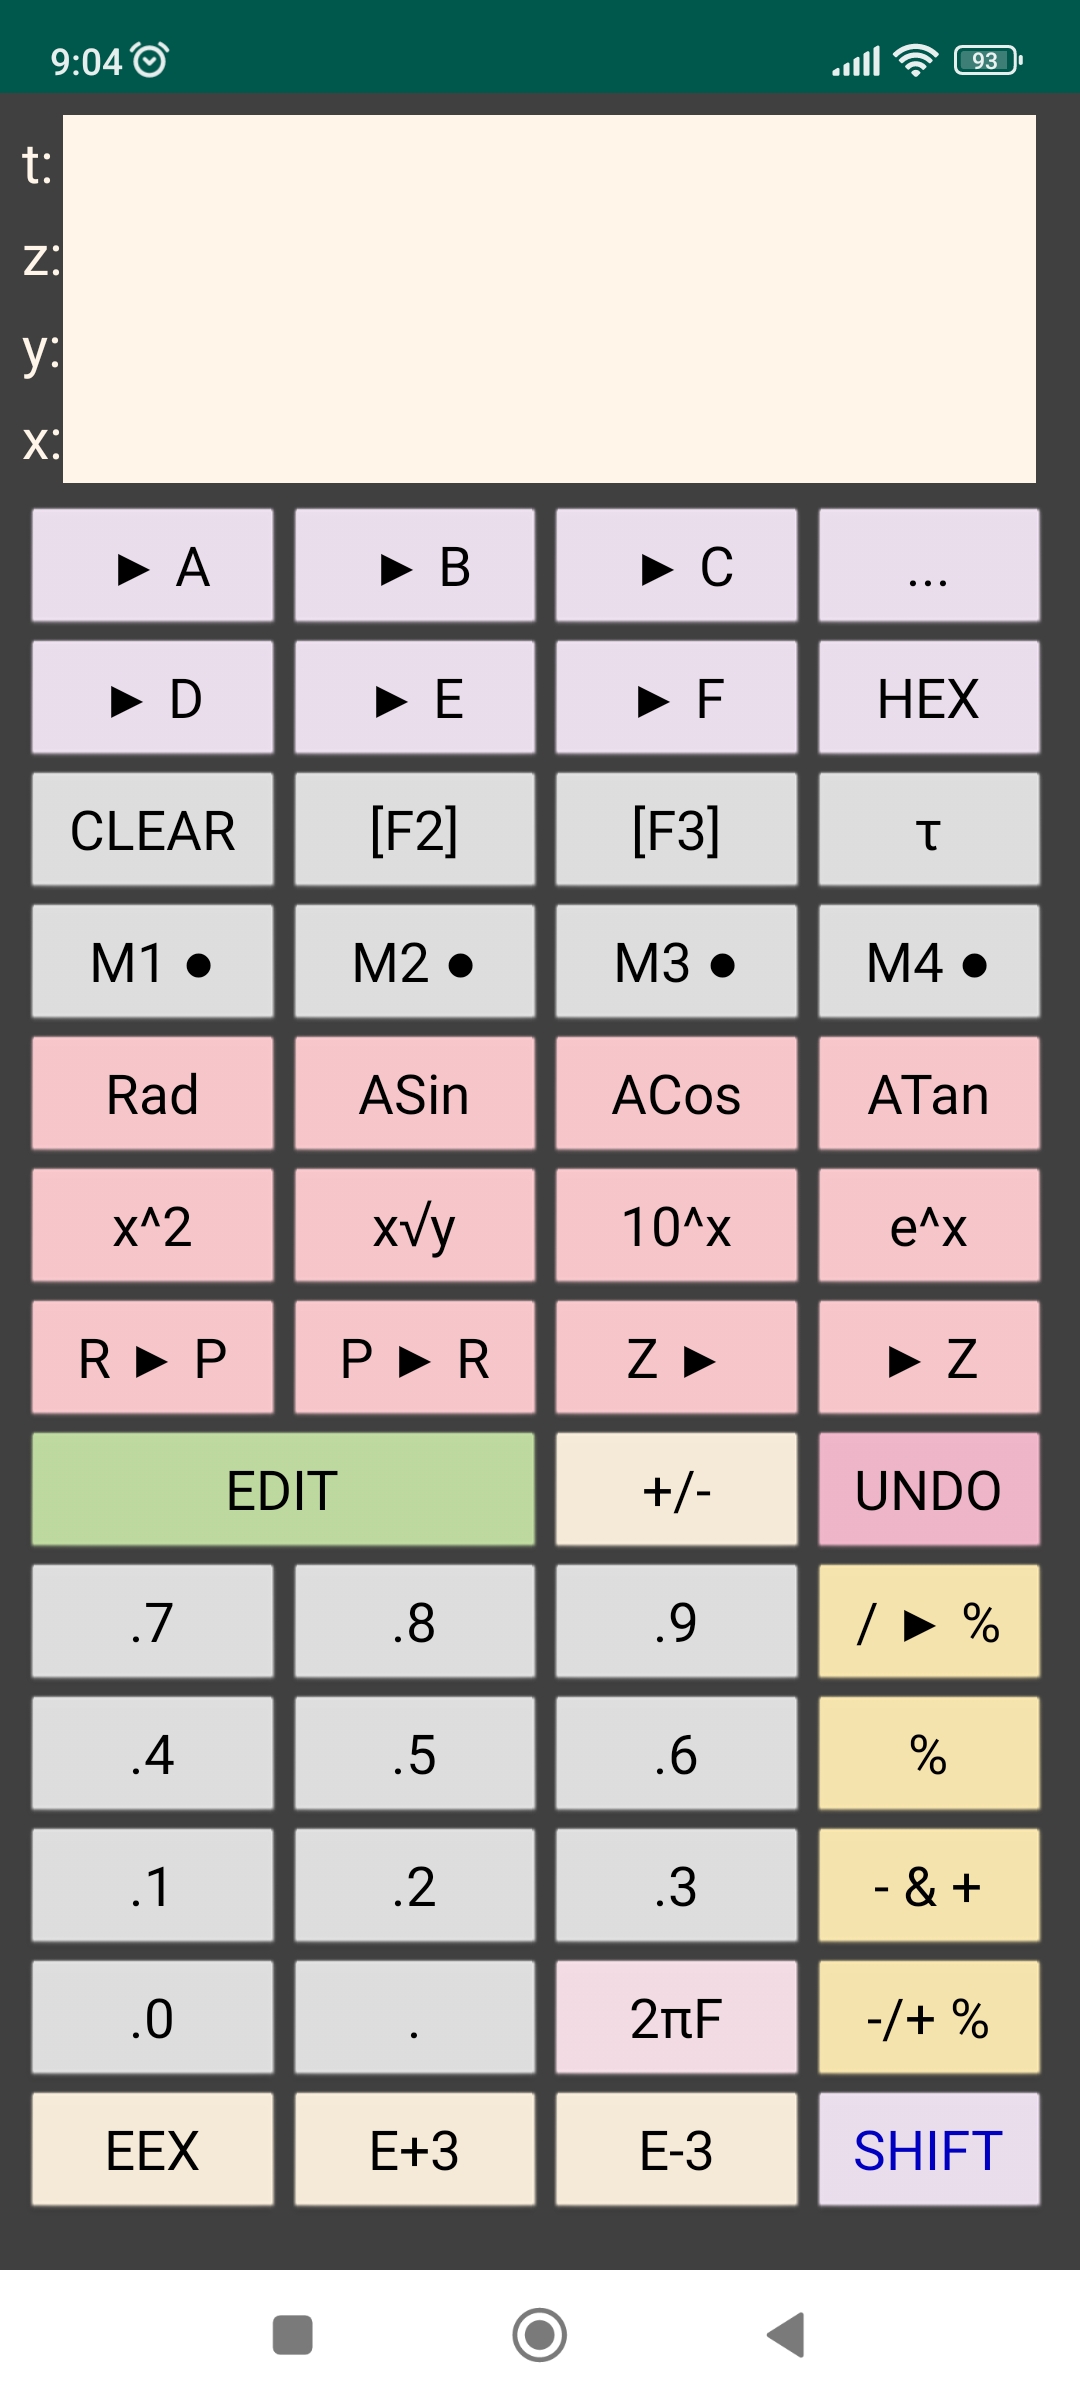 9:04 93
t:
z:
y:
x:
► A ► B ► C ...
► D ► E ► F HEX
CLEAR [F2] [F3] τ
M1 ● M2 ● M3 ● M4 ●
Rad ASin ACos ATan
x^2 x√y 10^x e^x
R ► P P ► R Z ► ► Z
EDIT +/- UNDO
.7 .8 .9 / ► %
.4 .5 .6 %
.1 .2 .3 - & +
.0 . 2πF -/+ %
EEX E+3 E-3 SHIFT